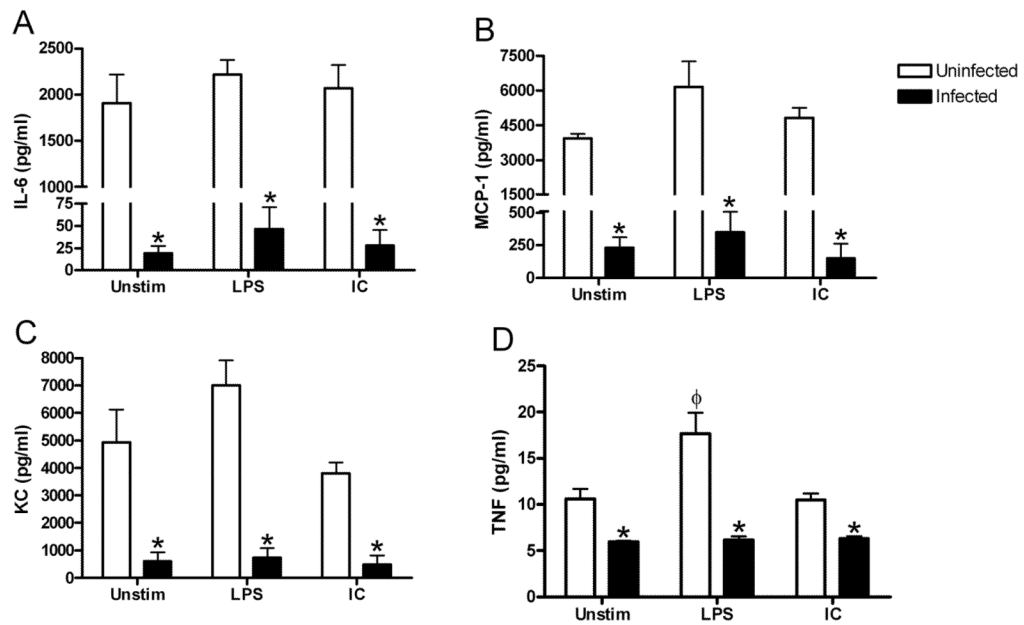 A
IL-6 (pg/ml)
2500
2000
1500
1000
75
50
25
0
*
*
*
Unstim LPS IC
B
MCP-1 (pg/ml)
7500
6000
4500
3000
1500
500
250
0
*
*
*
Unstim LPS IC
Uninfected
Infected
C
KC (pg/ml)
8000
7000
6000
5000
4000
3000
2000
1000
0
*
*
*
Unstim LPS IC
D
TNF (pg/ml)
25
20
15
10
5
0
ϕ
*
*
*
Unstim LPS IC